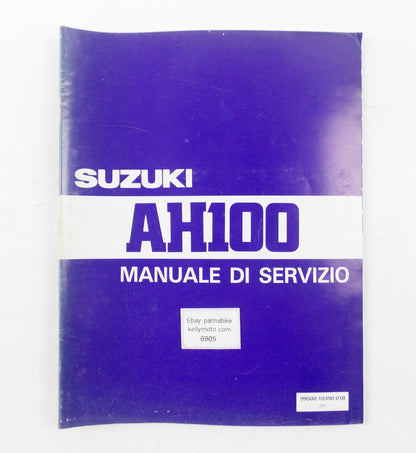 SUZUKI
AH100
MANUALE DI SERVIZIO
Ebay parmabike
kellymoto.com
6905
99500-10390-01B